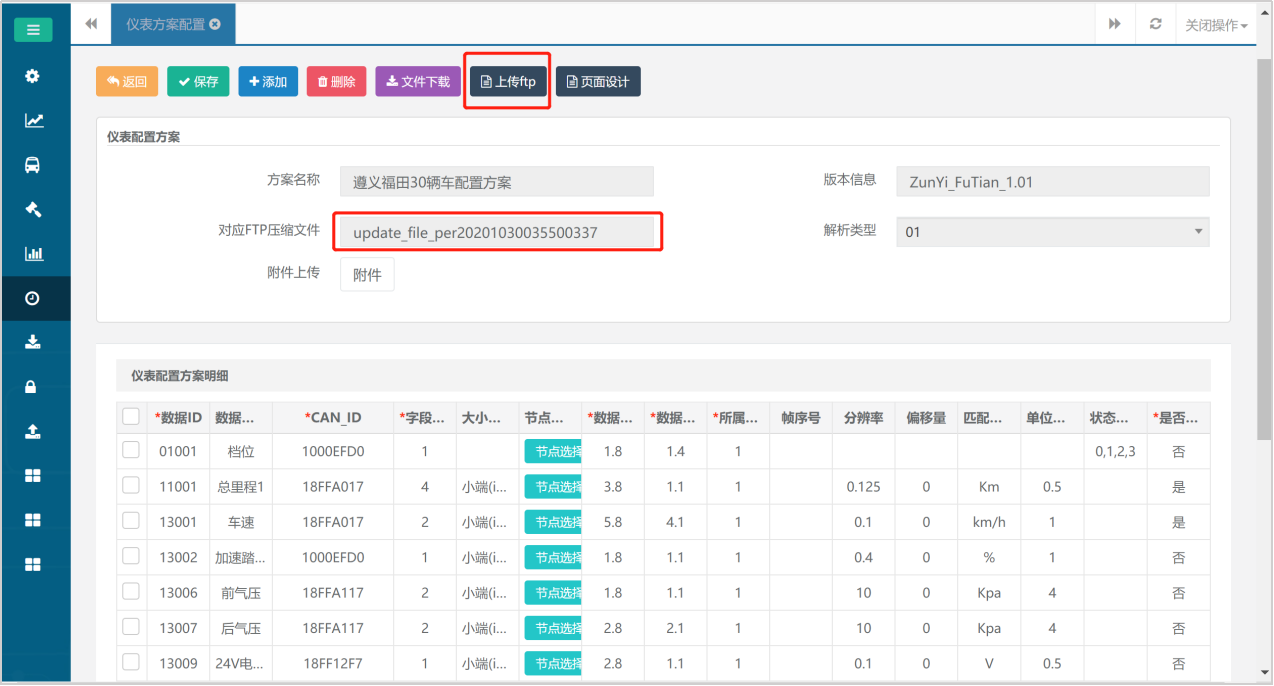 仪表方案配置 关闭操作
返回 保存 添加 删除 文件下载 上传ftp 页面设计
仪表配置方案
方案名称 遵义福田30辆车配置方案 版本信息 ZunYi_FuTian_1.01
对应FTP压缩文件 update_file_per20201030035500337 解析类型 01
附件上传 附件
仪表配置方案明细
*数据ID 数据... *CAN_ID *字段... 大小... 节点... *数据... *数据... *所属... 帧序号 分辨率 偏移量 匹配... 单位... 状态... *是否...
01001 档位 1000EFD0 1 节点选择 1.8 1.4 1 0,1,2,3 否
11001 总里程1 18FFA017 4 小端(i... 节点选择 3.8 1.1 1 0.125 0 Km 0.5 是
13001 车速 18FFA017 2 小端(i... 节点选择 5.8 4.1 1 0.1 0 km/h 1 是
13002 加速踏... 1000EFD0 1 小端(i... 节点选择 1.8 1.1 1 0.4 0 % 1 否
13006 前气压 18FFA117 2 小端(i... 节点选择 1.8 1.1 1 10 0 Kpa 4 否
13007 后气压 18FFA117 2 小端(i... 节点选择 2.8 2.1 1 10 0 Kpa 4 否
13009 24V电... 18FF12F7 1 小端(i... 节点选择 2.8 1.1 1 0.1 0 V 0.5 否